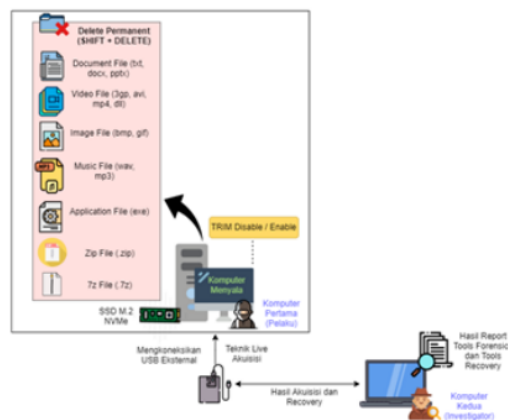 Delete Permanent
(SHIFT + DELETE)
Document File (txt,
docx, pptx)
Video File (3gp, avi,
mp4, dll)
Image File (bmp, gif)
Music File (wav,
mp3)
Application File (exe)
Zip File (.zip)
7z File (.7z)
TRIM Disable / Enable
Komputer
Menyala
SSD M.2
NVMe
Komputer
Pertama
(Pelaku)
Mengkoneksikan
USB Eksternal
Teknik Live
Akuisisi
Hasil Akuisisi dan
Recovery
Hasil Report
Tools Forensic
dan Tools
Recovery
Komputer
Kedua
(Investigator)